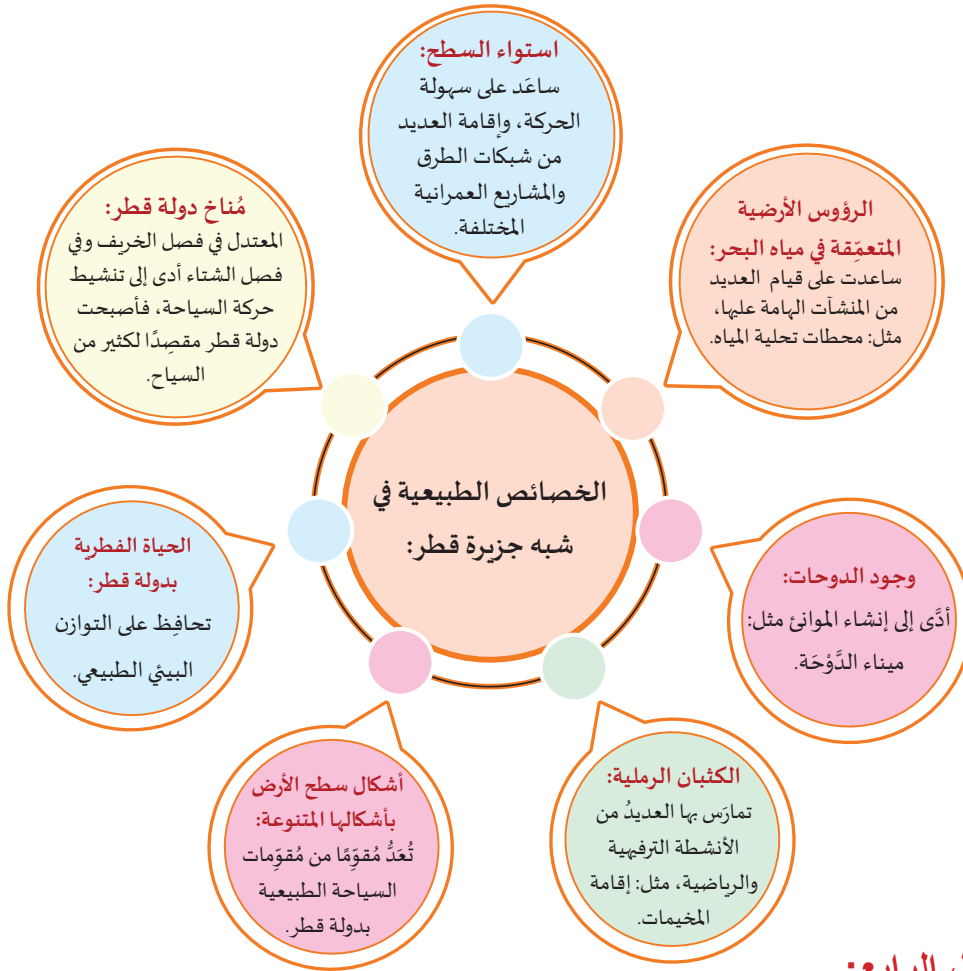 استواء السطح:
ساعَد على سهولة
الحركة، وإقامة العديد
من شبكات الطرق
والمشاريع العمرانية
المختلفة.
الرؤوس الأرضية
المتعمِّقة في مياه البحر:
ساعدت على قيام العديد
من المنشآت الهامة عليها،
مثل: محطات تحلية المياه.
وجود الدوحات:
أدَّى إلى إنشاء الموانئ مثل:
ميناء الدَّوْحَة.
الكثبان الرملية:
تمارَس بها العديدُ من
الأنشطة الترفيهية
والرياضية، مثل: إقامة
المخيمات.
أشكال سطح الأرض
بأشكالها المتنوعة:
تُعَدُّ مُقوِّمًا من مُقوِّمات
السياحة الطبيعية
بدولة قطر.
الحياة الفطرية
بدولة قطر:
تحافِظ على التوازن
البيئي الطبيعي.
مُناخ دولة قطر:
المعتدل في فصل الخريف وفي
فصل الشتاء أدى إلى تنشيط
حركة السياحة، فأصبحت
دولة قطر مقصِدًا لكثير من
السياح.
الخصائص الطبيعية في
شبه جزيرة قطر:
الرابع: